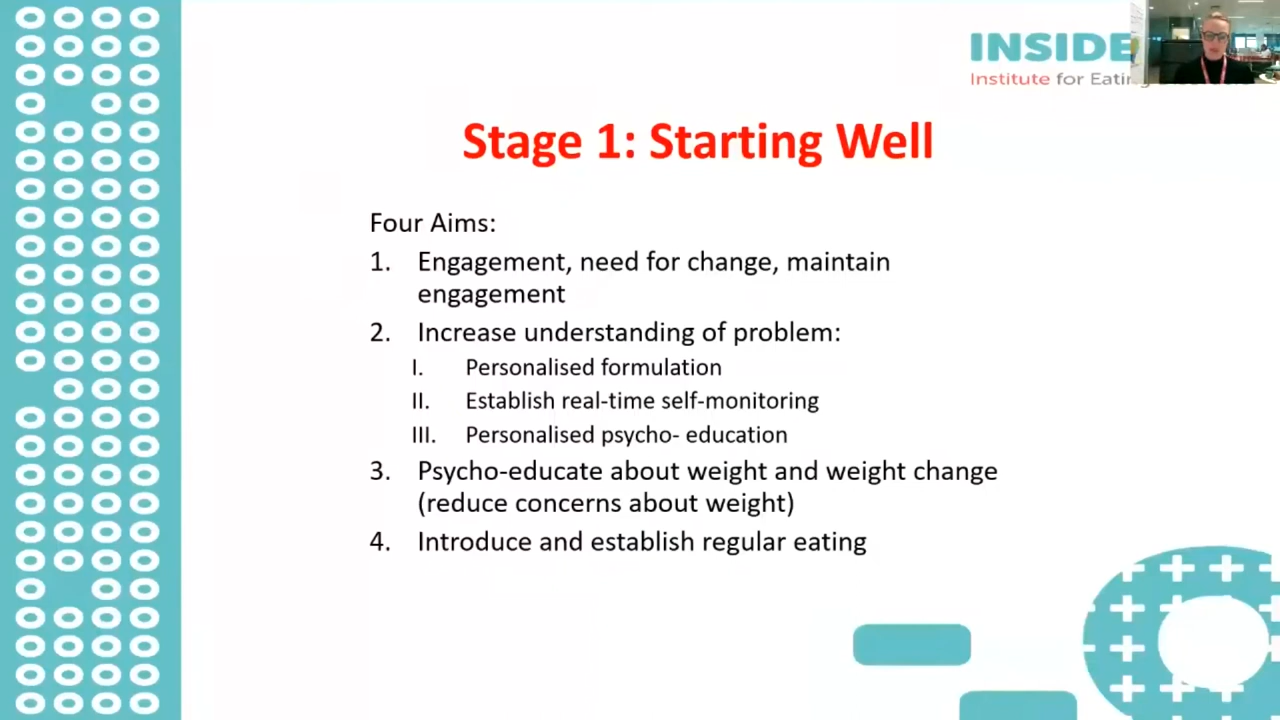 INSIDE
Institute for Eating
Stage 1: Starting Well
Four Aims:
1. Engagement, need for change, maintain
engagement
2. Increase understanding of problem:
I. Personalised formulation
II. Establish real-time self-monitoring
III. Personalised psycho- education
3. Psycho-educate about weight and weight change
(reduce concerns about weight)
4. Introduce and establish regular eating